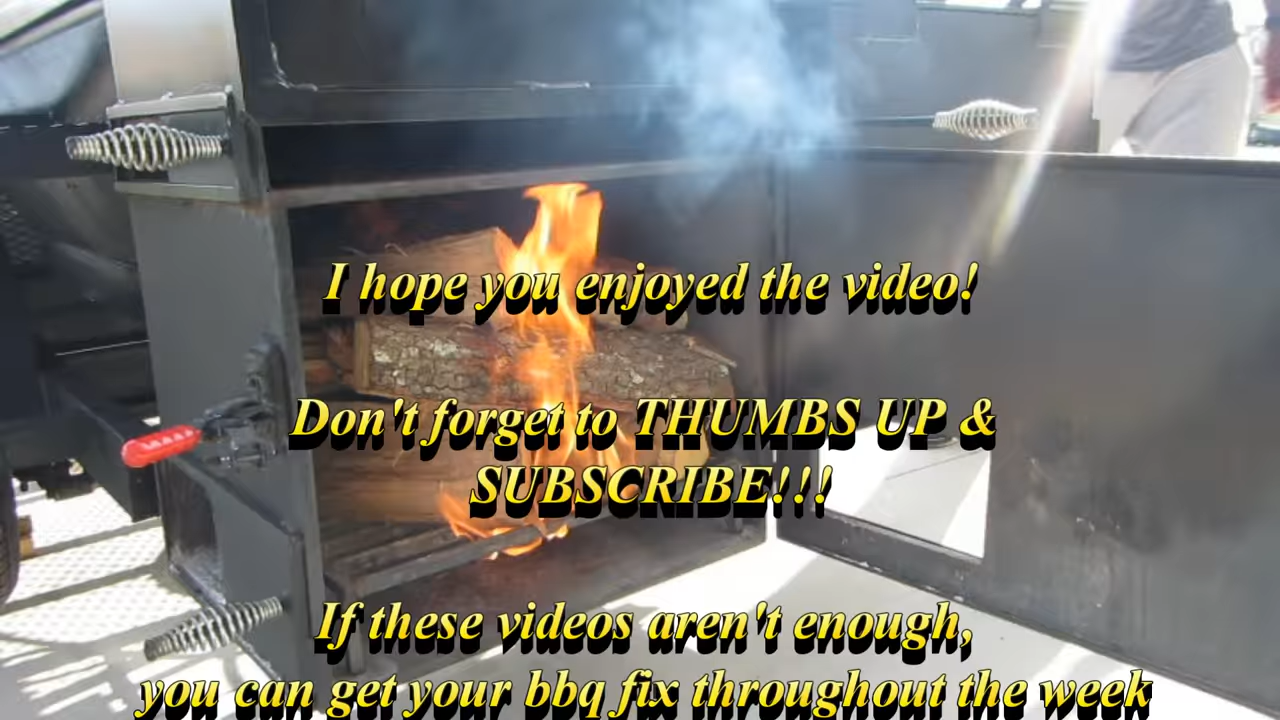 I hope you enjoyed the video!
Don't forget to THUMBS UP &
SUBSCRIBE!!!
If these videos aren't enough,
you can get your bbq fix throughout the week